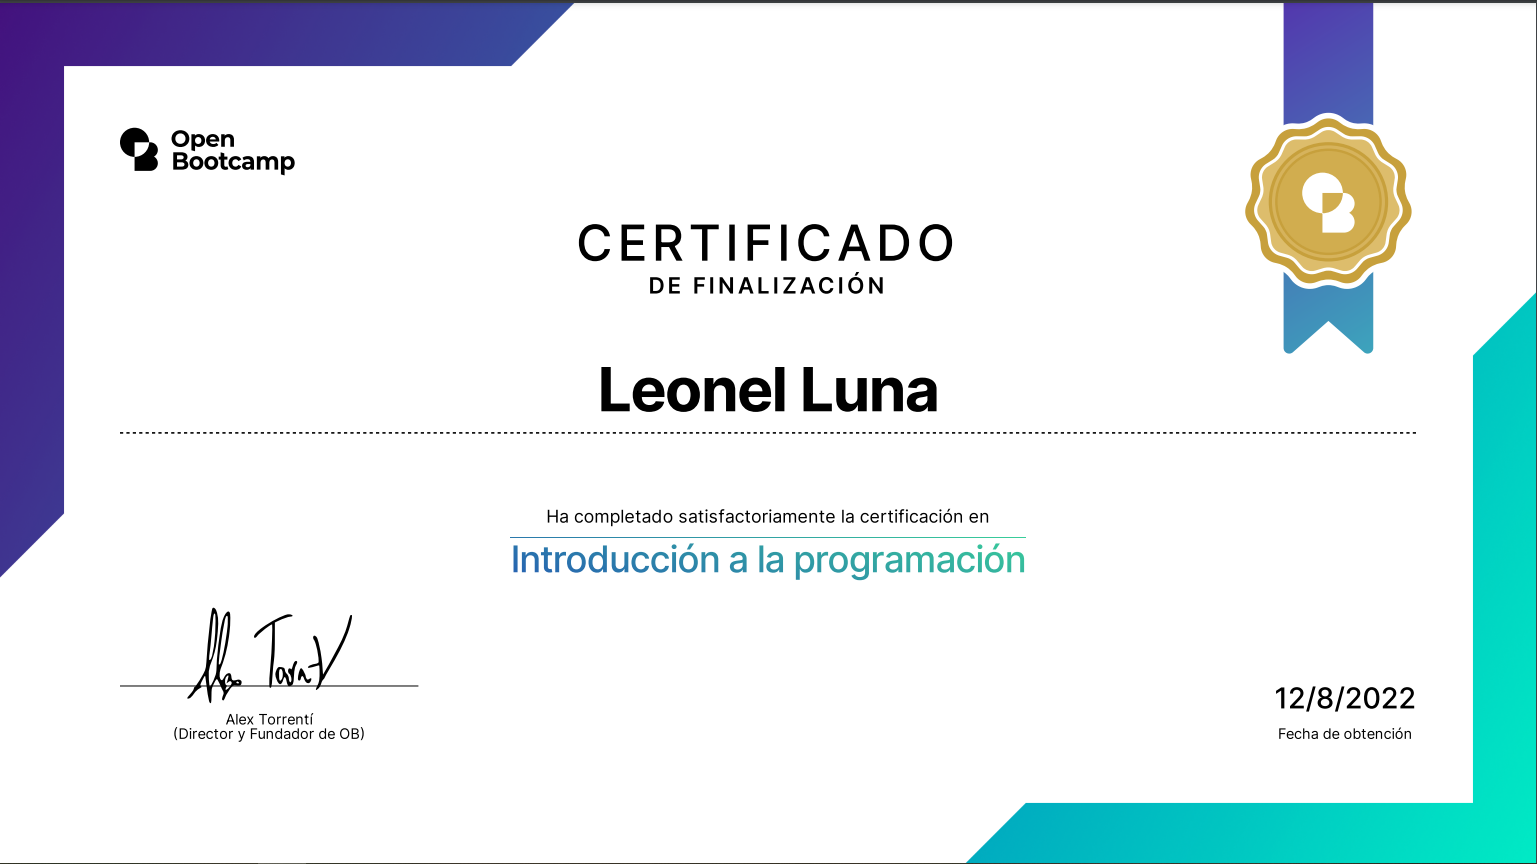 Open
Bootcamp
CERTIFICADO
DE FINALIZACIÓN
Leonel Luna
Ha completado satisfactoriamente la certificación en
Introducción a la programación
Alex Torrentí
(Director y Fundador de OB)
12/8/2022
Fecha de obtención